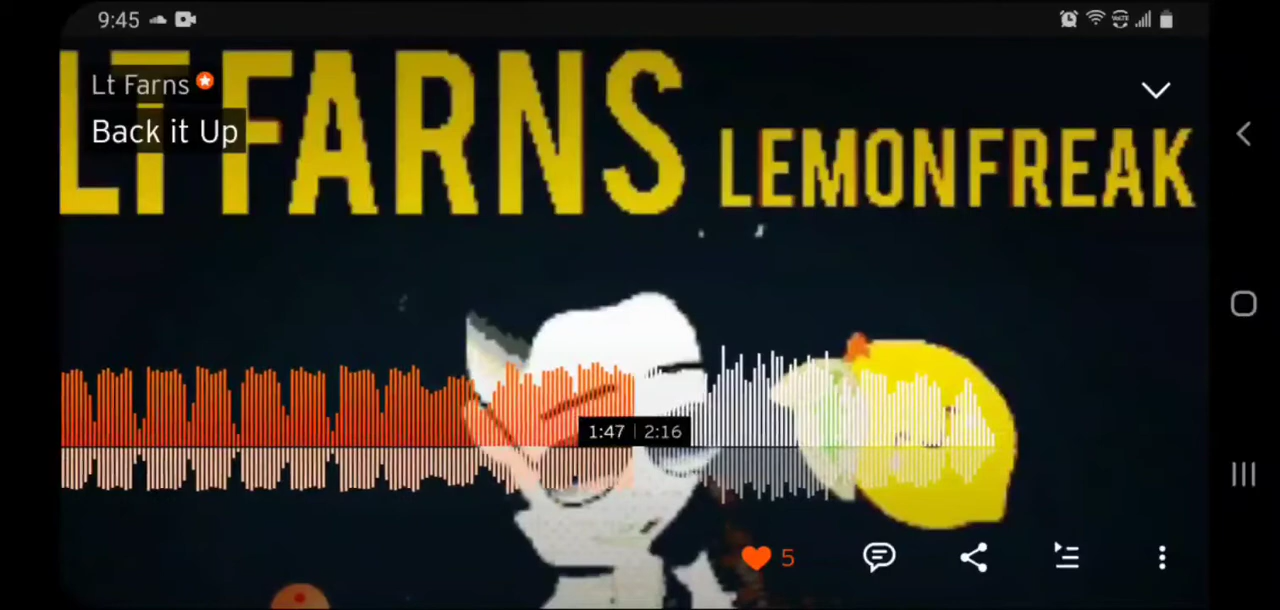 9:45
LT FARNS LEMONFREAK
Lt Farns
Back it Up
1:47 | 2:16
5